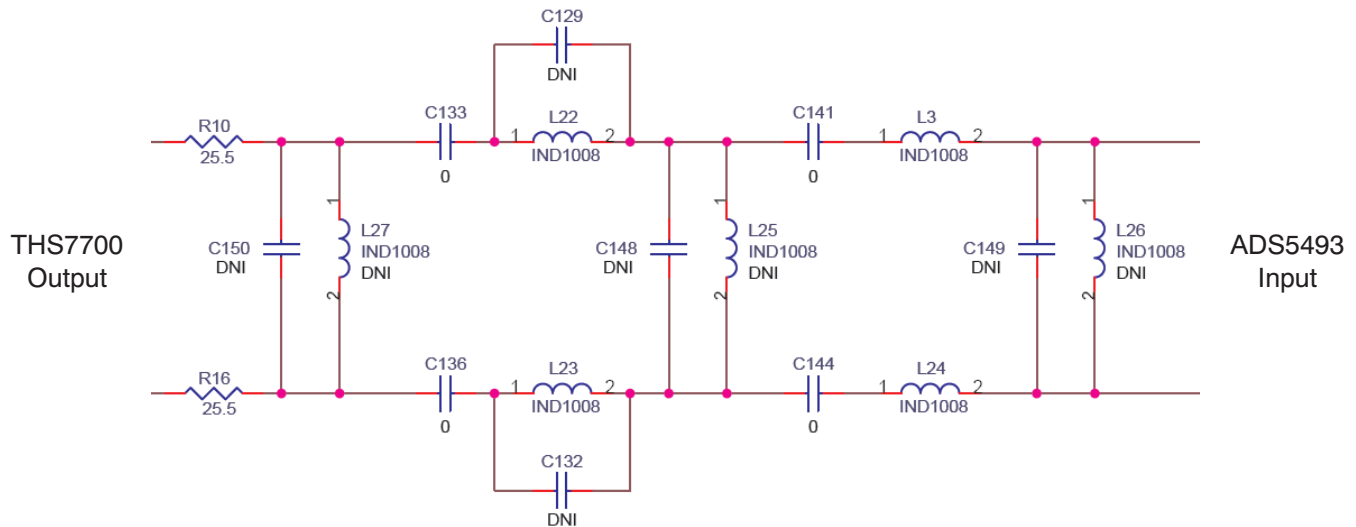 C129
DNI
C133
0
1
L22
2
IND1008
C141
0
1
L3
2
IND1008
R10
25.5
THS7700
Output
C150
DNI
1
L27
IND1008
DNI
2
C148
DNI
1
L25
IND1008
DNI
2
C149
DNI
1
L26
IND1008
DNI
2
ADS5493
Input
R16
25.5
C136
0
1
L23
2
IND1008
C144
0
1
L24
2
IND1008
C132
DNI